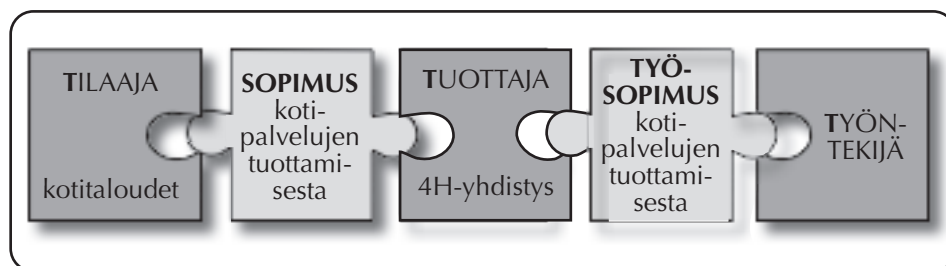 TILAAJA
kotitaloudet
SOPIMUS
koti-
palvelujen
tuottami-
sesta
TUOTTAJA
4H-yhdistys
TYÖ-
SOPIMUS
koti-
palvelujen
tuottami-
sesta
TYÖN-
TEKIJÄ